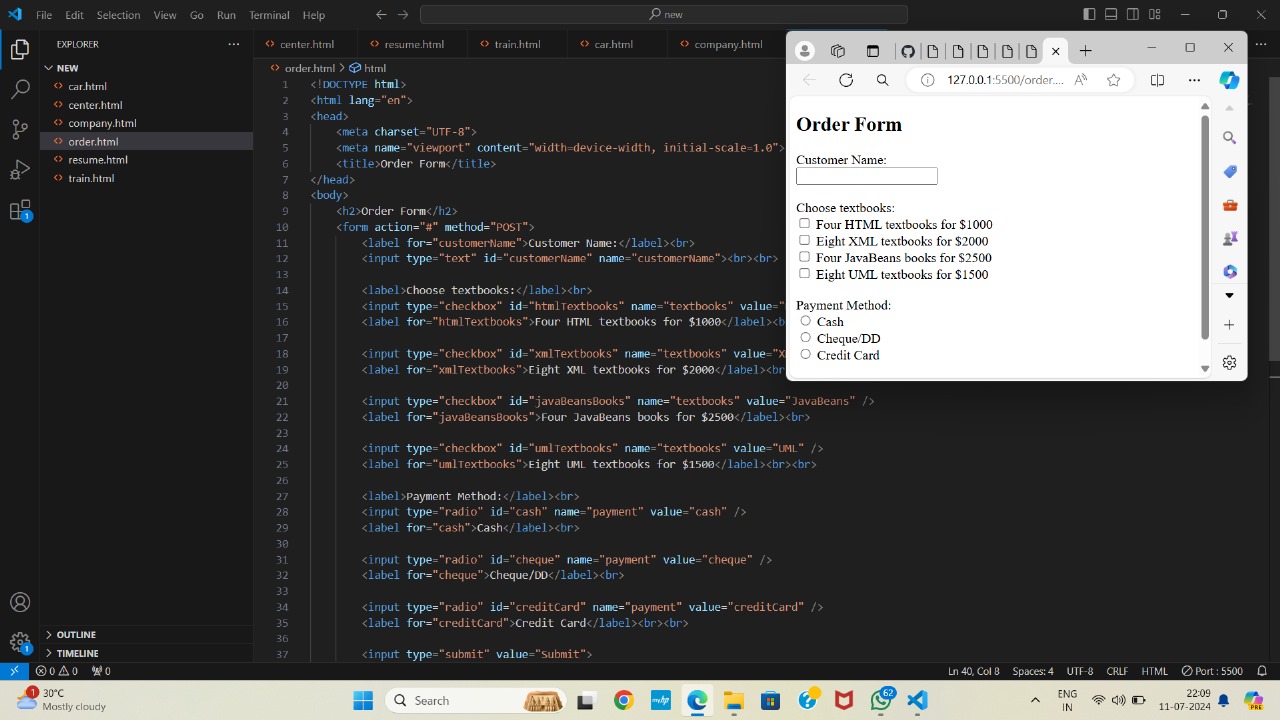 File Edit Selection View Go Run Terminal Help
new
EXPLORER
NEW
car.html
center.html
company.html
order.html
resume.html
train.html
OUTLINE
TIMELINE
center.html resume.html train.html car.html company.html
order.html > html
1 <!DOCTYPE html>
2 <html lang="en">
3 <head>
4 <meta charset="UTF-8">
5 <meta name="viewport" content="width=device-width, initial-scale=1.0">
6 <title>Order Form</title>
7 </head>
8 <body>
9 <h2>Order Form</h2>
10 <form action="#" method="POST">
11 <label for="customerName">Customer Name:</label><br>
12 <input type="text" id="customerName" name="customerName"><br><br>
13
14 <label>Choose textbooks:</label><br>
15 <input type="checkbox" id="htmlTextbooks" name="textbooks" value="
16 <label for="htmlTextbooks">Four HTML textbooks for $1000</label><b
17
18 <input type="checkbox" id="xmlTextbooks" name="textbooks" value="X
19 <label for="xmlTextbooks">Eight XML textbooks for $2000</label><br
20
21 <input type="checkbox" id="javaBeansBooks" name="textbooks" value="JavaBeans" />
22 <label for="javaBeansBooks">Four JavaBeans books for $2500</label><br>
23
24 <input type="checkbox" id="umlTextbooks" name="textbooks" value="UML" />
25 <label for="umlTextbooks">Eight UML textbooks for $1500</label><br><br>
26
27 <label>Payment Method:</label><br>
28 <input type="radio" id="cash" name="payment" value="cash" />
29 <label for="cash">Cash</label><br>
30
31 <input type="radio" id="cheque" name="payment" value="cheque" />
32 <label for="cheque">Cheque/DD</label><br>
33
34 <input type="radio" id="creditCard" name="payment" value="creditCard" />
35 <label for="creditCard">Credit Card</label><br><br>
36
37 <input type="submit" value="Submit">
127.0.0.1:5500/order....
Order Form
Customer Name:
Choose textbooks:
Four HTML textbooks for $1000
Eight XML textbooks for $2000
Four JavaBeans books for $2500
Eight UML textbooks for $1500
Payment Method:
Cash
Cheque/DD
Credit Card
1
1
0 0 0
Ln 40, Col 8 Spaces: 4 UTF-8 CRLF HTML Port : 5500
1
30°C
Mostly cloudy
Search
62
ENG
IN
22:09
11-07-2024
PRE